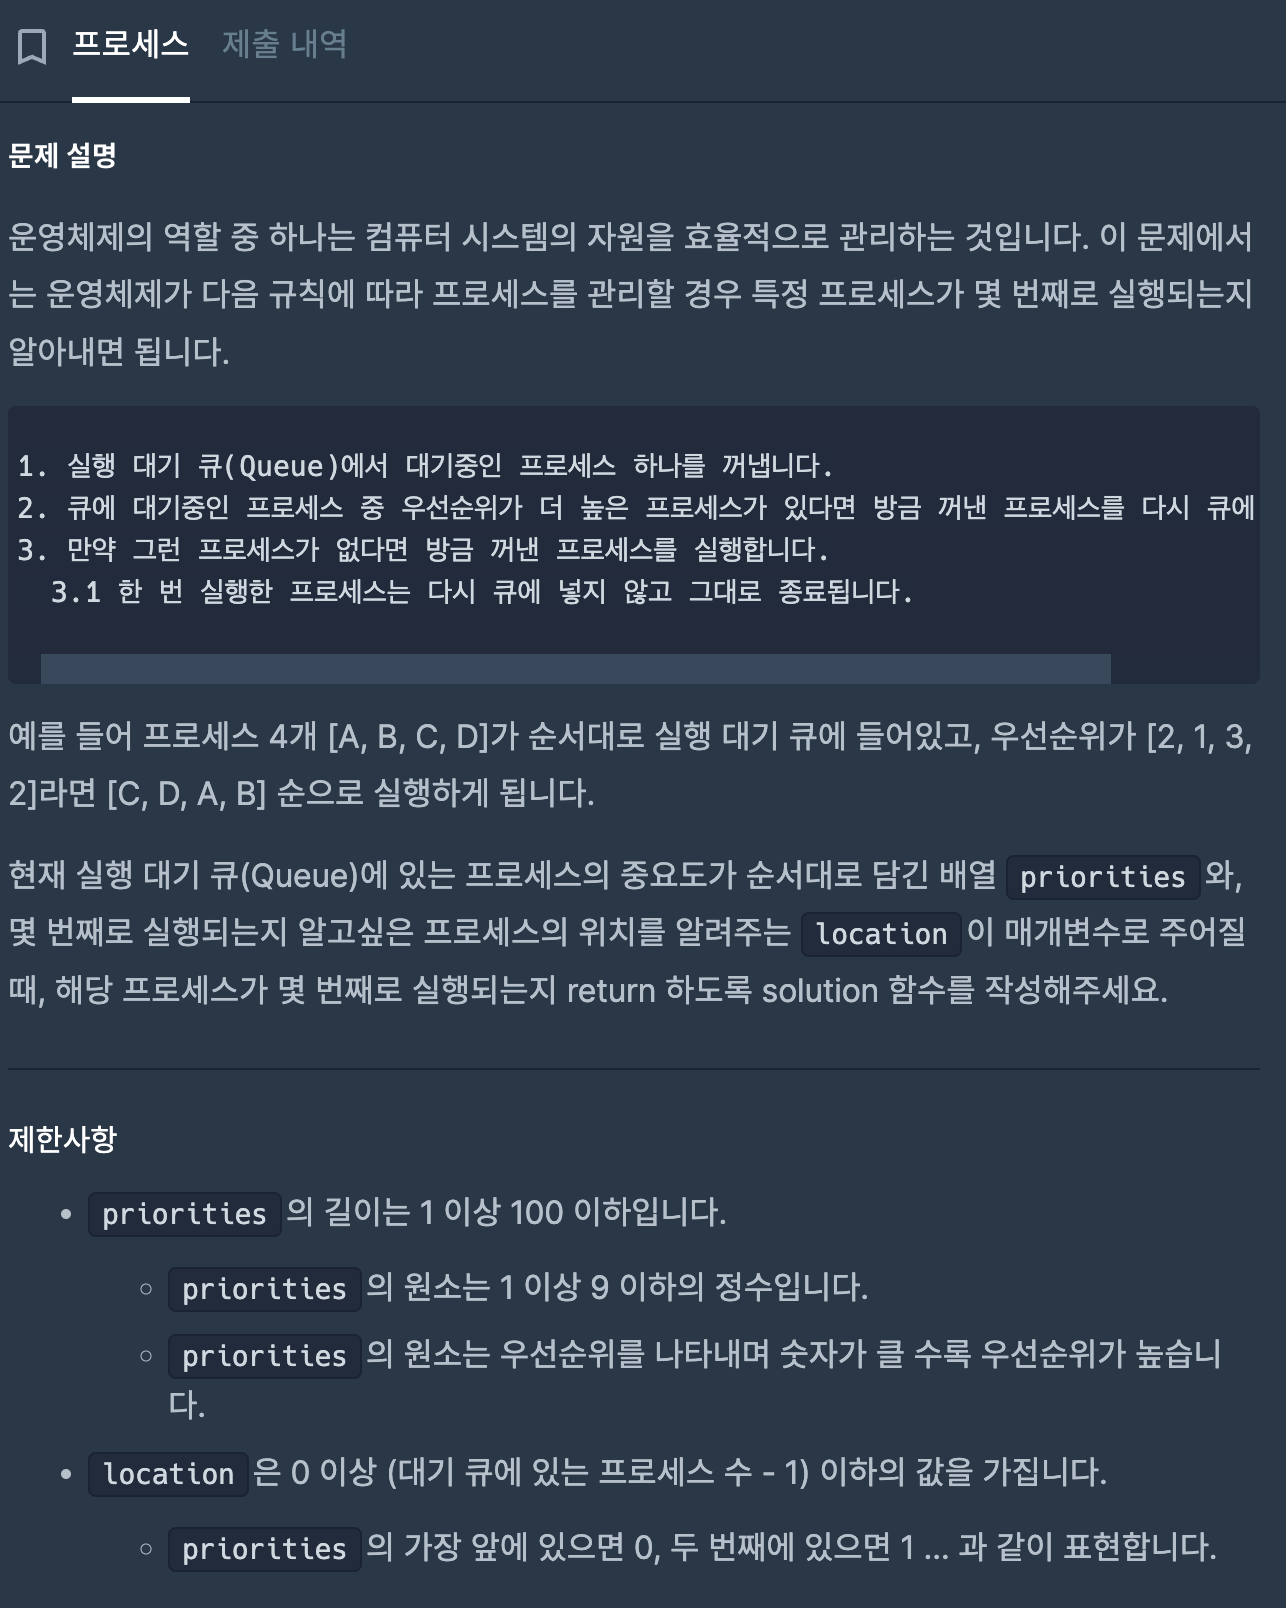 프로세스 제출 내역
문제 설명
운영체제의 역할 중 하나는 컴퓨터 시스템의 자원을 효율적으로 관리하는 것입니다. 이 문제에서
는 운영체제가 다음 규칙에 따라 프로세스를 관리할 경우 특정 프로세스가 몇 번째로 실행되는지
알아내면 됩니다.
1. 실행 대기 큐(Queue)에서 대기중인 프로세스 하나를 꺼냅니다.
2. 큐에 대기중인 프로세스 중 우선순위가 더 높은 프로세스가 있다면 방금 꺼낸 프로세스를 다시 큐에
3. 만약 그런 프로세스가 없다면 방금 꺼낸 프로세스를 실행합니다.
3.1 한 번 실행한 프로세스는 다시 큐에 넣지 않고 그대로 종료됩니다.
예를 들어 프로세스 4개 [A, B, C, D]가 순서대로 실행 대기 큐에 들어있고, 우선순위가 [2, 1, 3,
2]라면 [C, D, A, B] 순으로 실행하게 됩니다.
현재 실행 대기 큐(Queue)에 있는 프로세스의 중요도가 순서대로 담긴 배열 priorities 와,
몇 번째로 실행되는지 알고싶은 프로세스의 위치를 알려주는 location 이 매개변수로 주어질
때, 해당 프로세스가 몇 번째로 실행되는지 return 하도록 solution 함수를 작성해주세요.
제한사항
• priorities 의 길이는 1 이상 100 이하입니다.
◦ priorities 의 원소는 1 이상 9 이하의 정수입니다.
◦ priorities 의 원소는 우선순위를 나타내며 숫자가 클 수록 우선순위가 높습니
다.
• location 은 0 이상 (대기 큐에 있는 프로세스 수 - 1) 이하의 값을 가집니다.
◦ priorities 의 가장 앞에 있으면 0, 두 번째에 있으면 1 ... 과 같이 표현합니다.